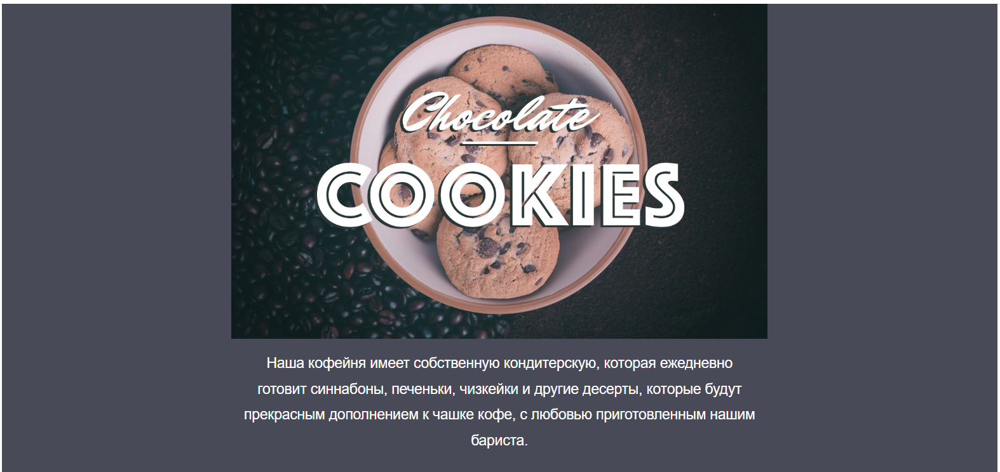 Chocolate
COOKIES
Наша кофейня имеет собственную кондитерскую, которая ежедневно
готовит синнабоны, печеньки, чизкейки и другие десерты, которые будут
прекрасным дополнением к чашке кофе, с любовью приготовленным нашим
бариста.